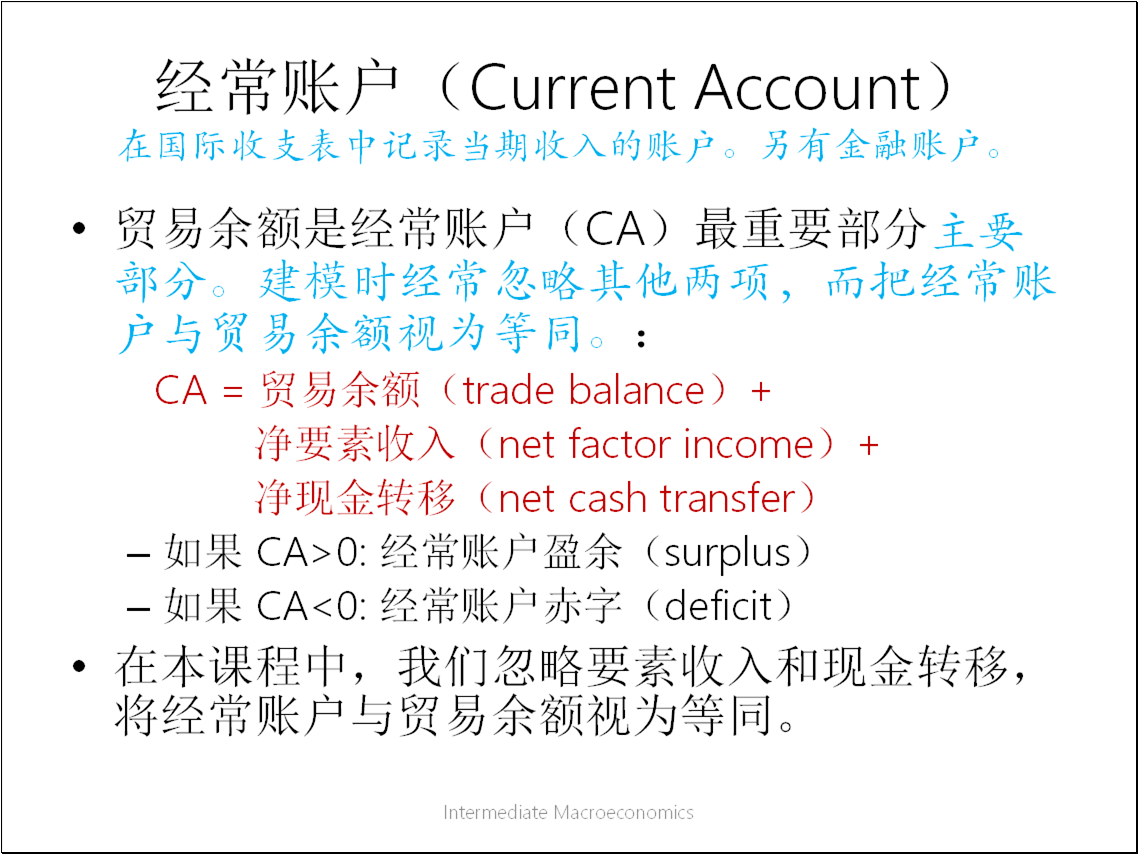 经常账户（Current Account）
在国际收支表中记录当期收入的账户。另有金融账户。
• 贸易余额是经常账户（CA）最重要部分主要
部分。建模时经常忽略其他两项，而把经常账
户与贸易余额视为等同。：
CA = 贸易余额（trade balance）+
净要素收入（net factor income）+
净现金转移（net cash transfer）
– 如果 CA>0: 经常账户盈余（surplus）
– 如果 CA<0: 经常账户赤字（deficit）
• 在本课程中，我们忽略要素收入和现金转移，
将经常账户与贸易余额视为等同。
Intermediate Macroeconomics